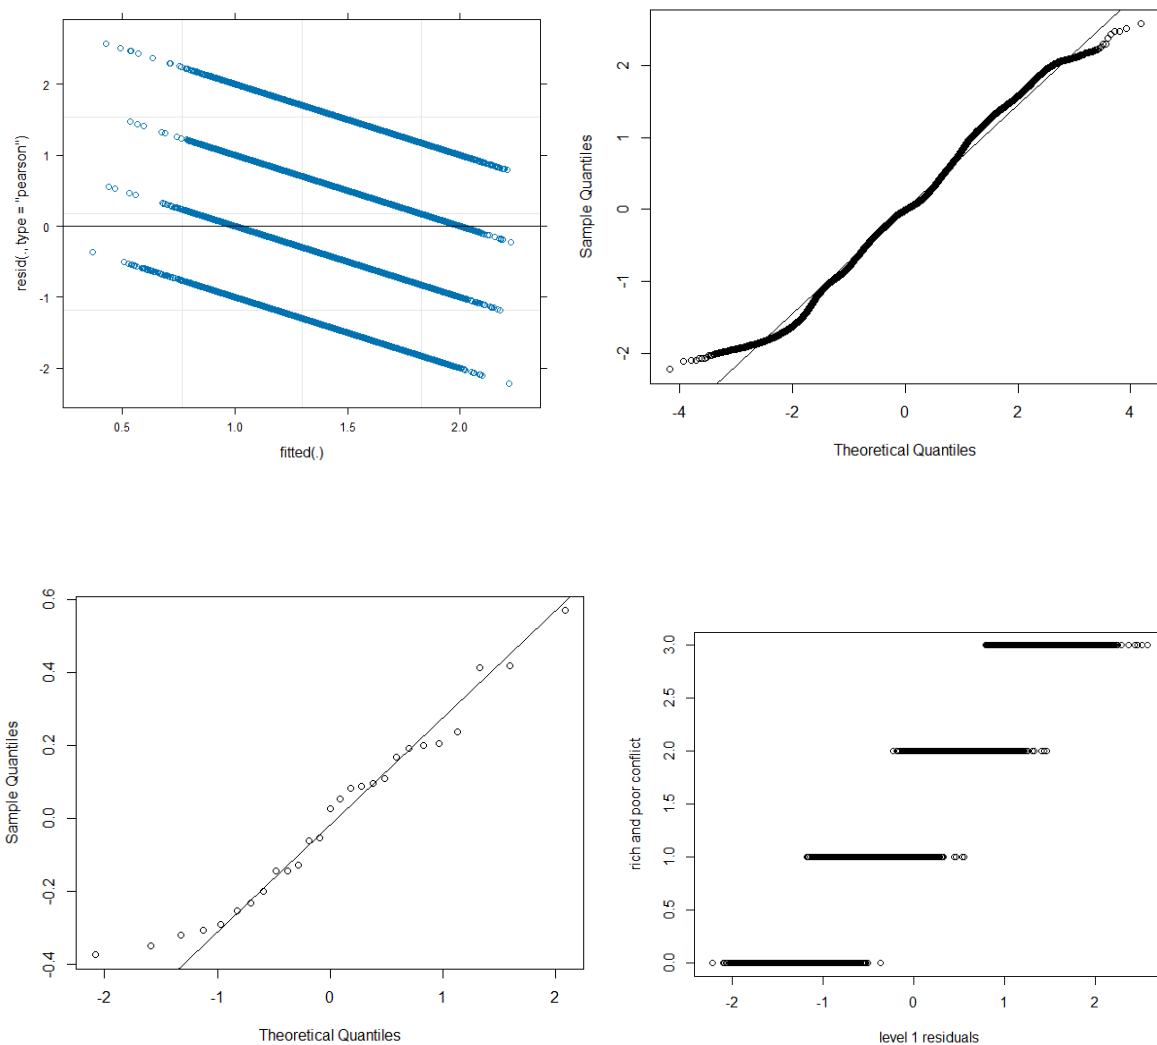 2
1
0
-1
-2
resid(., type = "pearson")
0.5 1.0 1.5 2.0
fitted(.)
2
1
0
-1
-2
Sample Quantiles
-4 -2 0 2 4
Theoretical Quantiles
0.6
0.4
0.2
0.0
-0.2
-0.4
Sample Quantiles
-2 -1 0 1 2
Theoretical Quantiles
3.0
2.5
2.0
1.5
1.0
0.5
0.0
rich and poor conflict
-2 -1 0 1 2
level 1 residuals